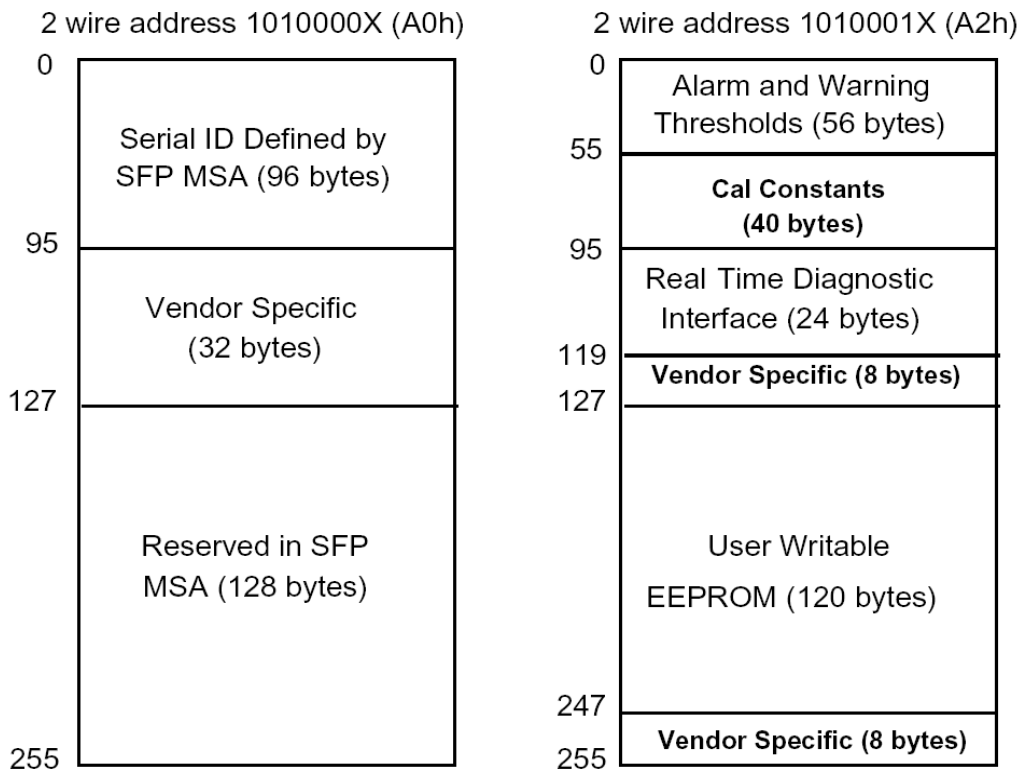 2 wire address 1010000X (A0h)
0
Serial ID Defined by
SFP MSA (96 bytes)
95
Vendor Specific
(32 bytes)
127
Reserved in SFP
MSA (128 bytes)
255
2 wire address 1010001X (A2h)
0
Alarm and Warning
Thresholds (56 bytes)
55
Cal Constants
(40 bytes)
95
Real Time Diagnostic
Interface (24 bytes)
119
Vendor Specific (8 bytes)
127
User Writable
EEPROM (120 bytes)
247
Vendor Specific (8 bytes)
255